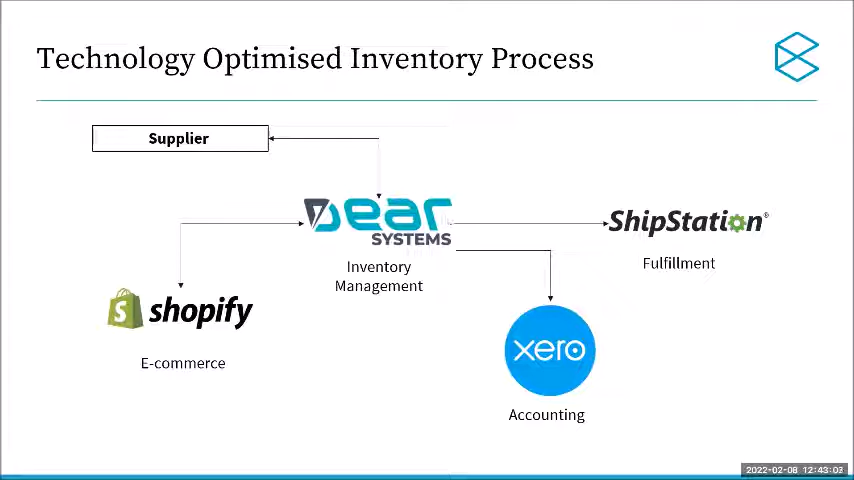 Technology Optimised Inventory Process
Supplier
Dear
SYSTEMS
Inventory
Management
ShipStation®
Fulfillment
S
shopify
E-commerce
xero
Accounting
2022-02-08 12:43:03